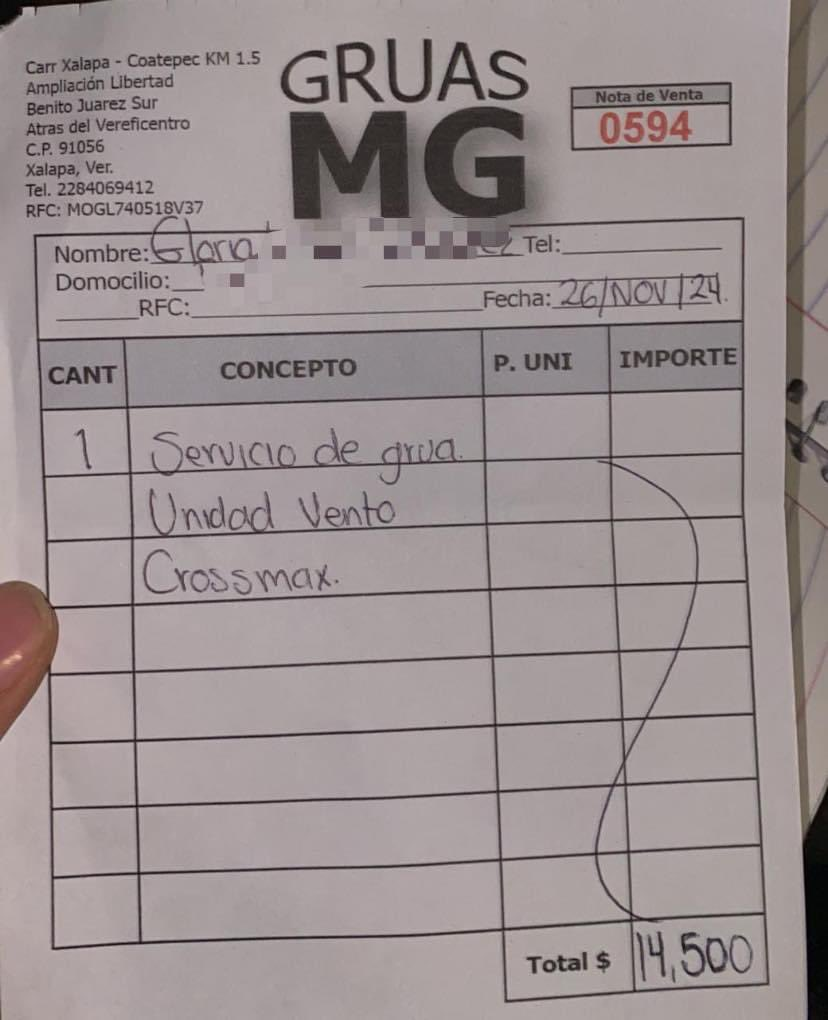 Carr Xalapa - Coatepec KM 1.5
Ampliación Libertad
Benito Juarez Sur
Atras del Vereficentro
C.P. 91056
Xalapa, Ver.
Tel. 2284069412
RFC: MOGL740518V37
GRUAS
MG
Nota de Venta
0594
Nombre: Gloria Tel:
Domocilio:
RFC: Fecha: 26/NOV/24.
CANT CONCEPTO P. UNI IMPORTE
1 Servicio de grua.
Unidad Vento
Crossmax.
Total $ 14,500